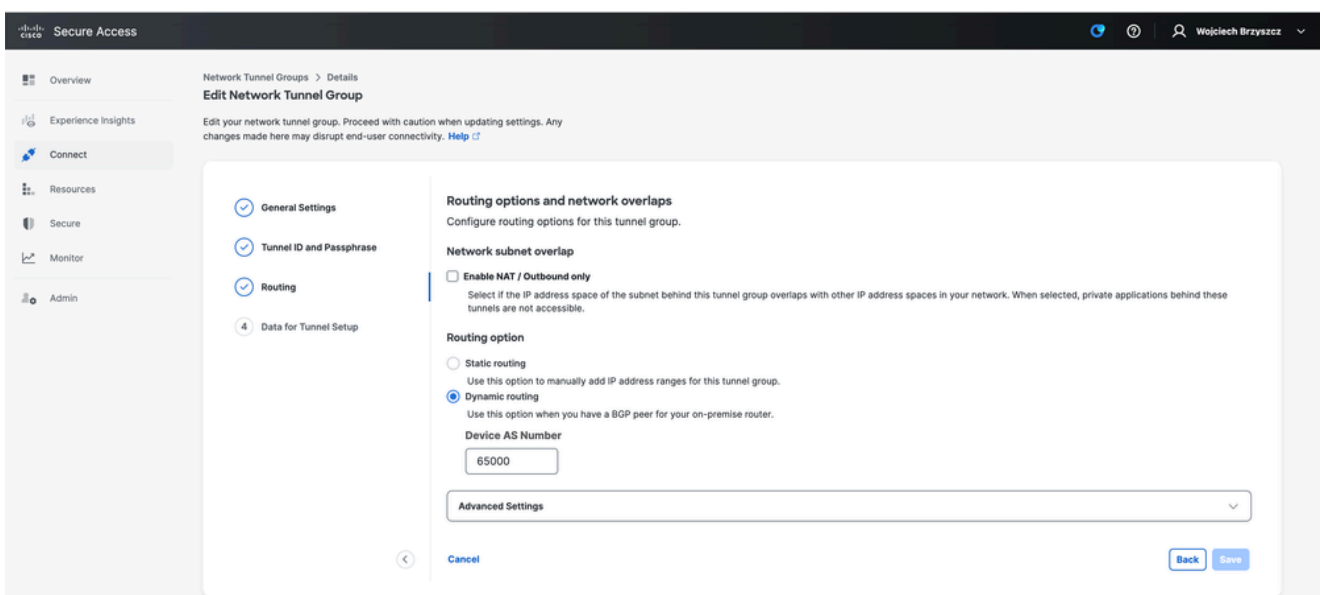 cisco Secure Access
Wojciech Brzyszcz
Overview
Experience Insights
Connect
Resources
Secure
Monitor
Admin
Network Tunnel Groups > Details
Edit Network Tunnel Group
Edit your network tunnel group. Proceed with caution when updating settings. Any
changes made here may disrupt end-user connectivity. Help
General Settings
Tunnel ID and Passphrase
Routing
4 Data for Tunnel Setup
Routing options and network overlaps
Configure routing options for this tunnel group.
Network subnet overlap
Enable NAT / Outbound only
Select if the IP address space of the subnet behind this tunnel group overlaps with other IP address spaces in your network. When selected, private applications behind these
tunnels are not accessible.
Routing option
Static routing
Use this option to manually add IP address ranges for this tunnel group.
Dynamic routing
Use this option when you have a BGP peer for your on-premise router.
Device AS Number
65000
Advanced Settings
Cancel
Back
Save